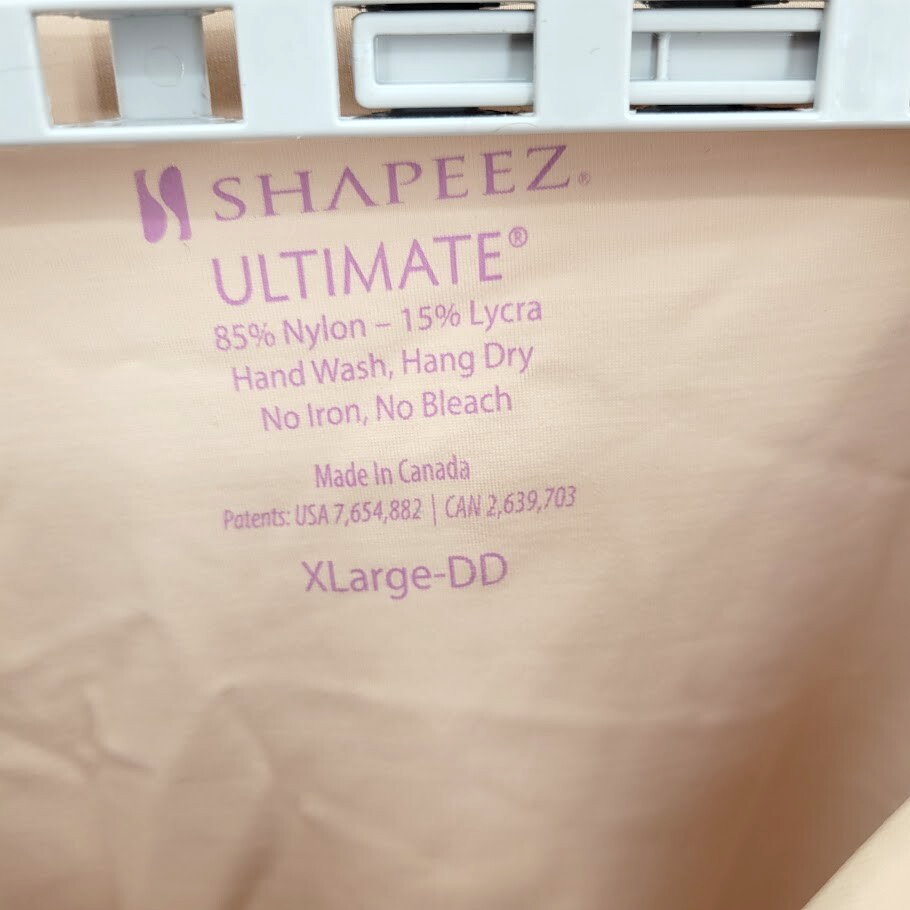 SHAPEEZ®
ULTIMATE®
85% Nylon – 15% Lycra
Hand Wash, Hang Dry
No Iron, No Bleach
Made In Canada
Patents: USA 7,654,882 | CAN 2,639,703
XLarge-DD